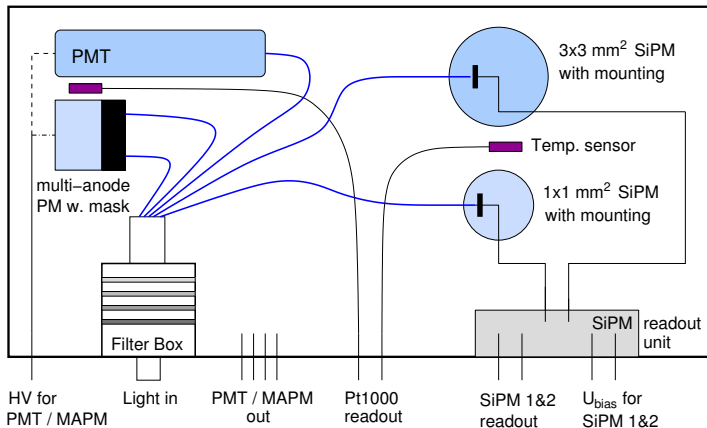 PMT
3x3 mm² SiPM
with mounting
Temp. sensor
multi−anode
PM w. mask
1x1 mm² SiPM
with mounting
SiPM readout
unit
Filter Box
HV for
PMT / MAPM
Light in
PMT / MAPM
out
Pt1000
readout
SiPM 1&2
readout
U_bias for
SiPM 1&2